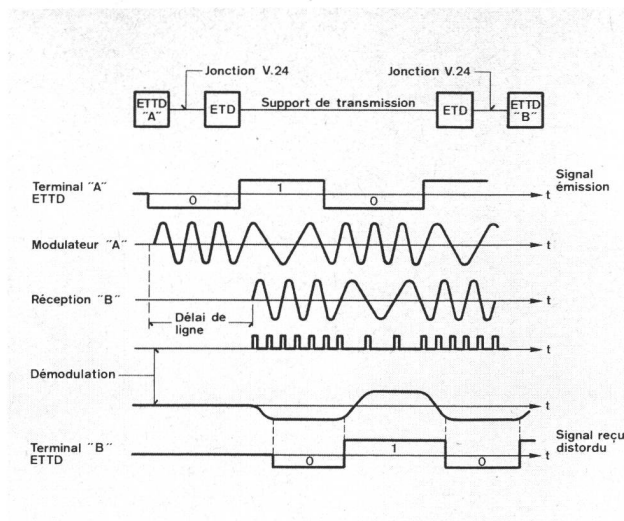 Jonction V.24
Jonction V.24
ETTD
"A"
ETD
Support de transmission
ETD
ETTD
"B"
Terminal "A"
ETTD
0
1
0
Signal
émission
t
Modulateur "A"
t
Réception "B"
t
Délai de
ligne
t
Démodulation
t
Terminal "B"
ETTD
0
1
0
Signal reçu
distordu
t